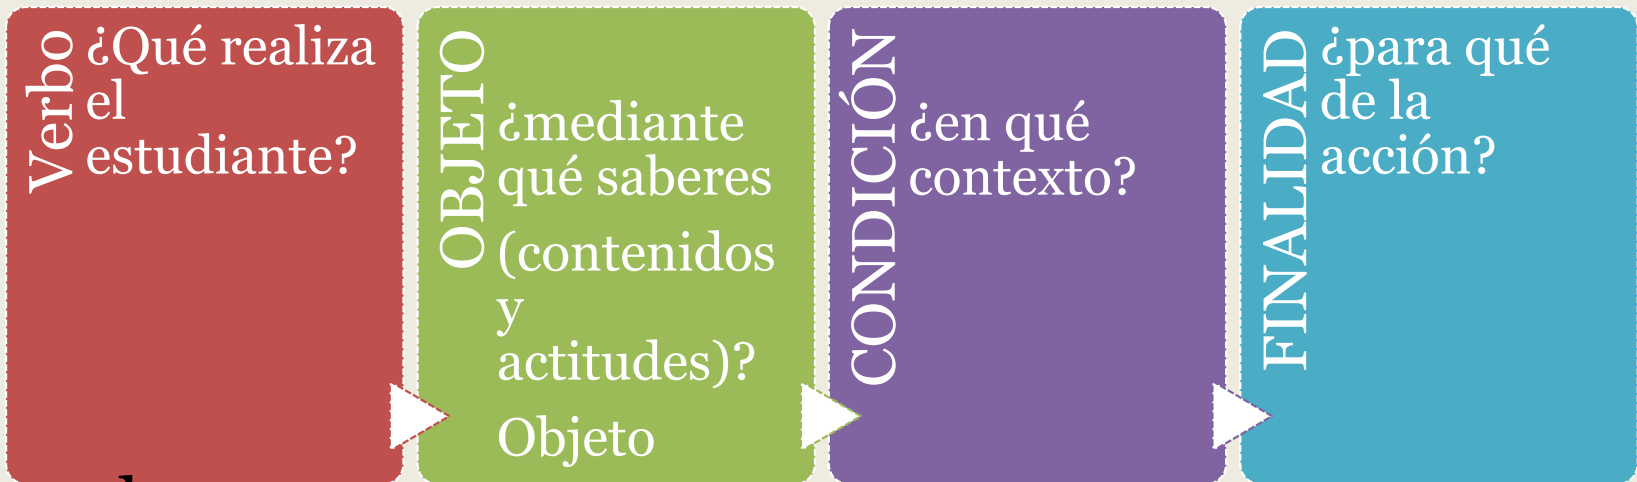 Verbo
¿Qué realiza
el
estudiante?
OBJETO
¿mediante
qué saberes
(contenidos
y
actitudes)?
Objeto
CONDICIÓN
¿en qué
contexto?
FINALIDAD
¿para qué
de la
acción?